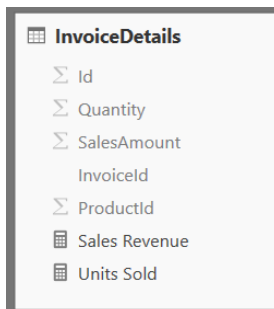 InvoiceDetails
Id
Quantity
SalesAmount
InvoiceId
ProductId
Sales Revenue
Units Sold